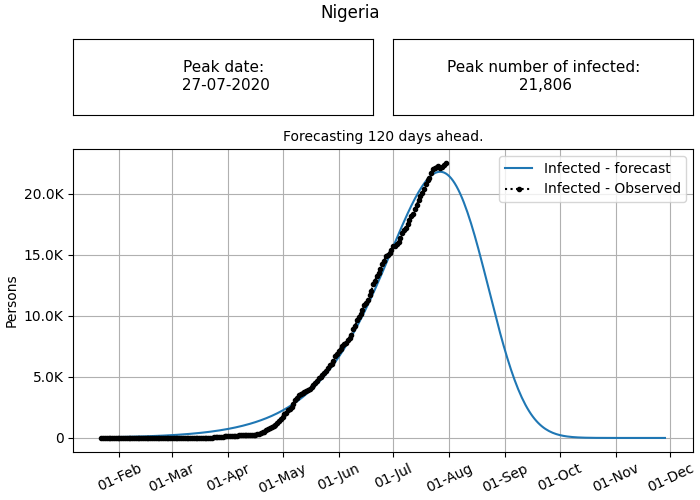 Nigeria
Peak date:
27-07-2020
Peak number of infected:
21,806
Forecasting 120 days ahead.
Infected - forecast
Infected - Observed
Persons
20.0K
15.0K
10.0K
5.0K
0
01-Feb
01-Mar
01-Apr
01-May
01-Jun
01-Jul
01-Aug
01-Sep
01-Oct
01-Nov
01-Dec